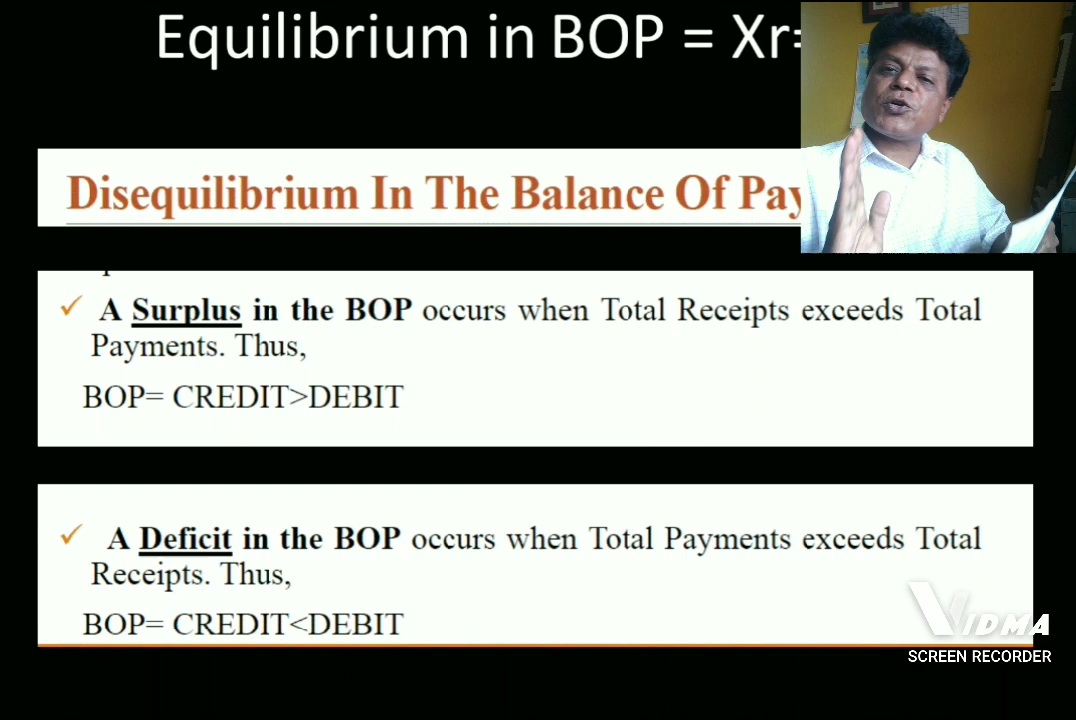 Equilibrium in BOP = Xr=
Disequilibrium In The Balance Of Pay
✓ A Surplus in the BOP occurs when Total Receipts exceeds Total
Payments. Thus,
BOP= CREDIT>DEBIT
✓ A Deficit in the BOP occurs when Total Payments exceeds Total
Receipts. Thus,
BOP= CREDIT<DEBIT
VIDMA
SCREEN RECORDER